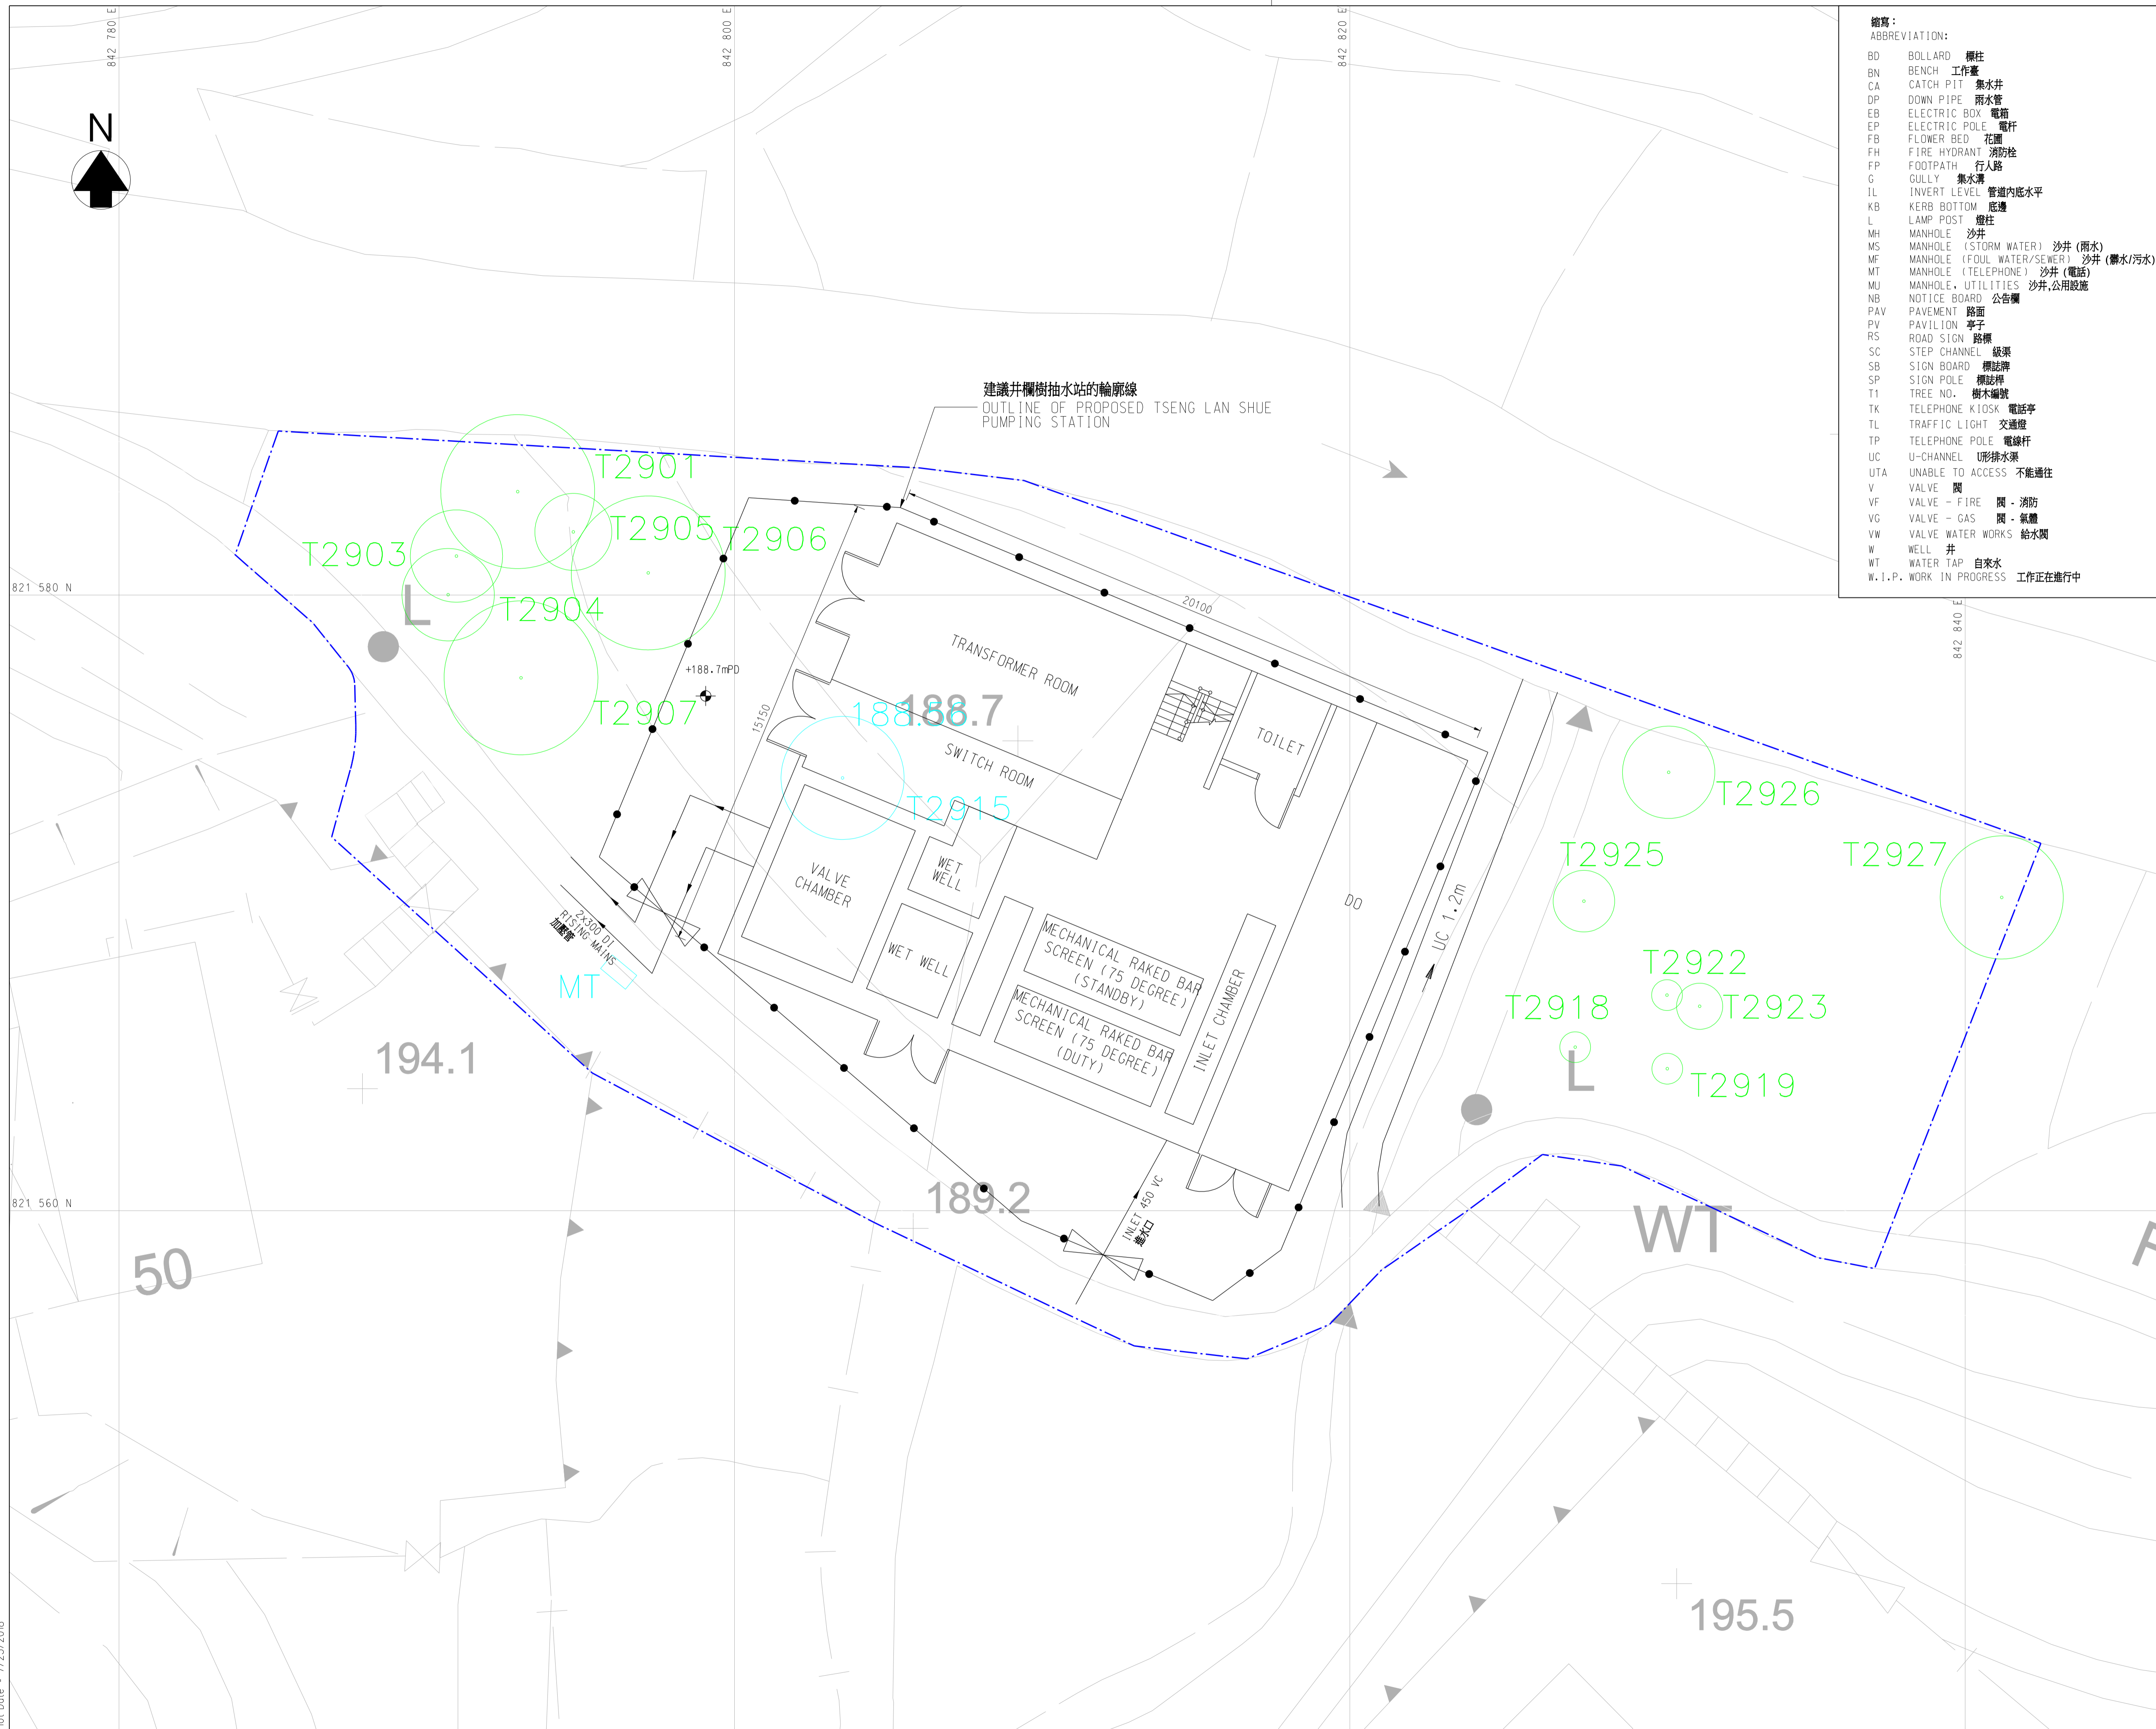 842 780 E
842 800 E
842 820 E
縮寫：
ABBREVIATION:
BD BOLLARD 標柱
BN BENCH 工作臺
CA CATCH PIT 集水井
DP DOWN PIPE 雨水管
EB ELECTRIC BOX 電箱
EP ELECTRIC POLE 電杆
FB FLOWER BED 花圃
FH FIRE HYDRANT 消防栓
FP FOOTPATH 行人路
G GULLY 集水溝
IL INVERT LEVEL 管道內底水平
KB KERB BOTTOM 底邊
L LAMP POST 燈柱
MH MANHOLE 沙井
MS MANHOLE (STORM WATER) 沙井 (雨水)
MF MANHOLE (FOUL WATER/SEWER) 沙井 (髒水/污水)
MT MANHOLE (TELEPHONE) 沙井 (電話)
MU MANHOLE, UTILITIES 沙井,公用設施
NB NOTICE BOARD 公告欄
PAV PAVEMENT 路面
PV PAVILION 亭子
RS ROAD SIGN 路標
SC STEP CHANNEL 級渠
SB SIGN BOARD 標誌牌
SP SIGN POLE 標誌桿
T1 TREE NO. 樹木編號
TK TELEPHONE KIOSK 電話亭
TL TRAFFIC LIGHT 交通燈
TP TELEPHONE POLE 電線杆
UC U-CHANNEL U形排水渠
UTA UNABLE TO ACCESS 不能通往
V VALVE 閥
VF VALVE - FIRE 閥 - 消防
VG VALVE - GAS 閥 - 氣體
VW VALVE WATER WORKS 給水閥
W WELL 井
WT WATER TAP 自來水
W.I.P. WORK IN PROGRESS 工作正在進行中
842 840 E
N
建議井欄樹抽水站的輪廓線
OUTLINE OF PROPOSED TSENG LAN SHUE
PUMPING STATION
T2901
T2905
T2906
T2903
821 580 N
T2904
L
T2907
+188.7mPD
20100
15150
TRANSFORMER ROOM
188.7
188.56
SWITCH ROOM
TOILET
T2915
T2926
T2925
T2927
VALVE
CHAMBER
WET
WELL
WET WELL
DO
UC 1.2m
2x300 DI
RISING MAINS
加壓管
MT
MECHANICAL RAKED BAR
SCREEN (75 DEGREE)
(STANDBY)
MECHANICAL RAKED BAR
SCREEN (75 DEGREE)
(DUTY)
INLET CHAMBER
T2922
T2918
T2923
L
T2919
194.1
189.2
821 560 N
INLET 450 VC
進水口
WT
50
195.5